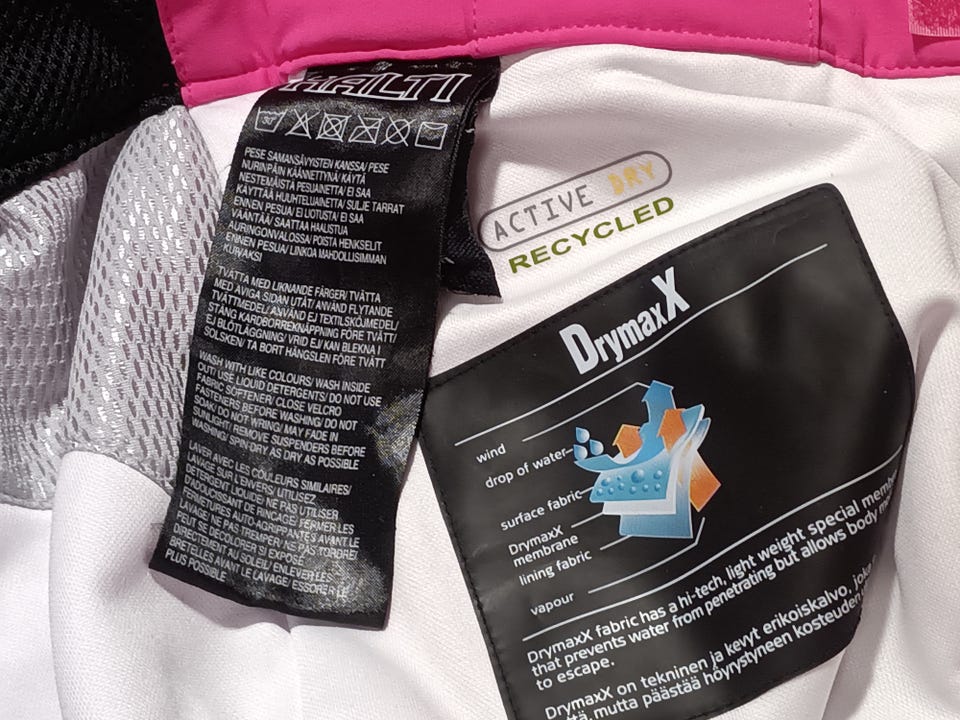 HALTI
30
PESE SAMANSÄVYISTEN KANSSA/ PESE
NURINPÄIN KÄÄNNETTYNÄ/ KÄYTÄ
NESTEMÄISTÄ PESUAINETTA/ EI SAA
KÄYTTÄÄ HUUHTELUAINETTA/ SULJE TARRAT
ENNEN PESUA/ EI LIOTUSTA/ EI SAA
VÄÄNTÄÄ/ SAATTAA HAALISTUA
AURINGONVALOSSA/ POISTA HENKSELIT
ENNEN PESUA/ LINKOA MAHDOLLISIMMAN
KUIVAKSI
TVÄTTA MED LIKNANDE FÄRGER/ TVÄTTA
MED AVIGA SIDAN UTÅT/ ANVÄND FLYTANDE
TVÄTTMEDEL/ ANVÄND EJ TEXTILSKÖJMEDEL/
STÄNG KARDBORREKNÄPPNING FÖRE TVÄTT/
EJ BLÖTLÄGGNING/ VRID EJ/ KAN BLEKNA I
SOLSKEN/ TA BORT HÄNGSLEN FÖRE TVÄTT
WASH WITH LIKE COLOURS/ WASH INSIDE
OUT/ USE LIQUID DETERGENTS/ DO NOT USE
FABRIC SOFTENER/ CLOSE VELCRO
FASTENERS BEFORE WASHING/ DO NOT
SOAK/ DO NOT WRING/ MAY FADE IN
SUNLIGHT/ REMOVE SUSPENDERS BEFORE
WASHING/ SPIN DRY AS DRY AS POSSIBLE
LAVER AVEC LES COULEURS SIMILAIRES/
LAVAGE SUR L'ENVERS/ UTILISEZ
DÉTERGENT LIQUIDE/ NE PAS UTILISER
D'ADOUCISSANT DE RINÇAGE/ FERMER LES
FERMETURES AUTO-AGRIPPANTES AVANT LE
LAVAGE/ NE PAS TREMPER/ NE PAS TORDRE/
PEUT SE DÉCOLORER SI EXPOSÉ
DIRECTEMENT AU SOLEIL/ ENLEVER LES
BRETELLES AVANT LE LAVAGE/ ESSORER LE
PLUS POSSIBLE
ACTIVE DRY
RECYCLED
DrymaxX
wind
drop of water
surface fabric
DrymaxX
membrane
lining fabric
vapour
DrymaxX fabric has a hi-tech, light weight special
that prevents water from penetrating but allows body
to escape.
DrymaxX on tekninen ja kevyt erikoiskalvo,
mutta päästää höyrystyneen kosteuden